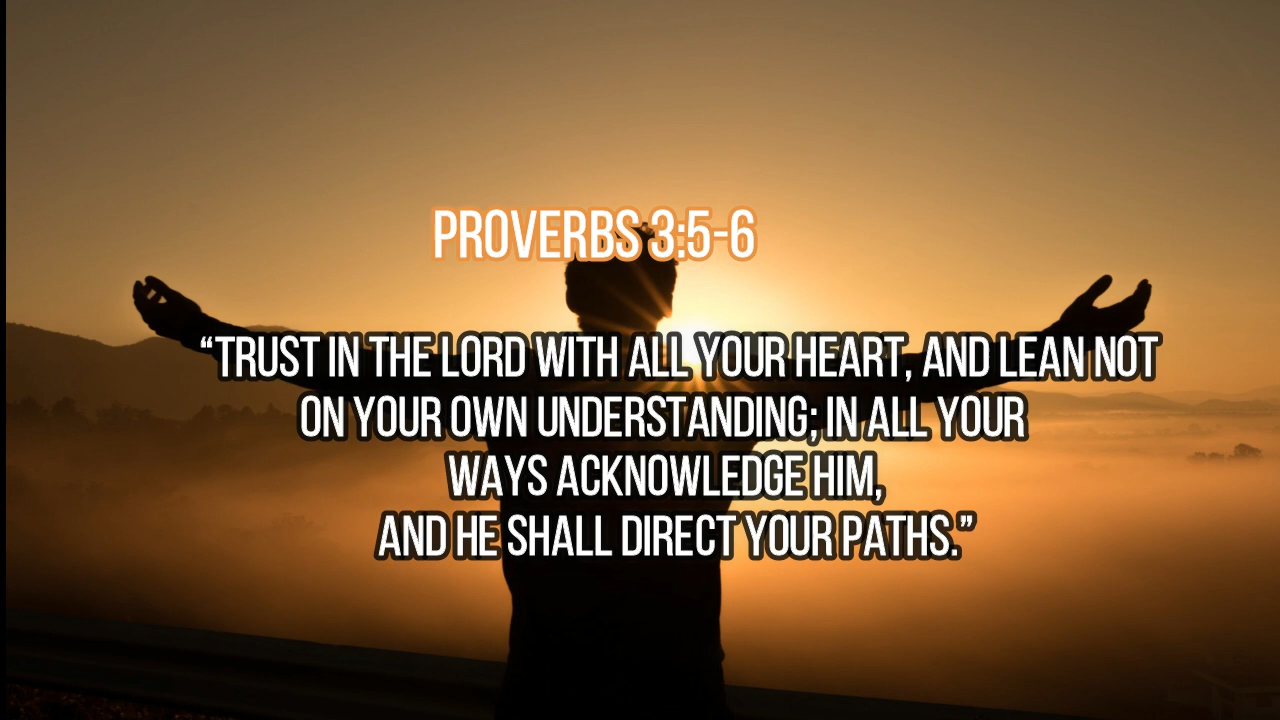 PROVERBS 3:5-6
“TRUST IN THE LORD WITH ALL YOUR HEART, AND LEAN NOT
ON YOUR OWN UNDERSTANDING; IN ALL YOUR
WAYS ACKNOWLEDGE HIM,
AND HE SHALL DIRECT YOUR PATHS.”